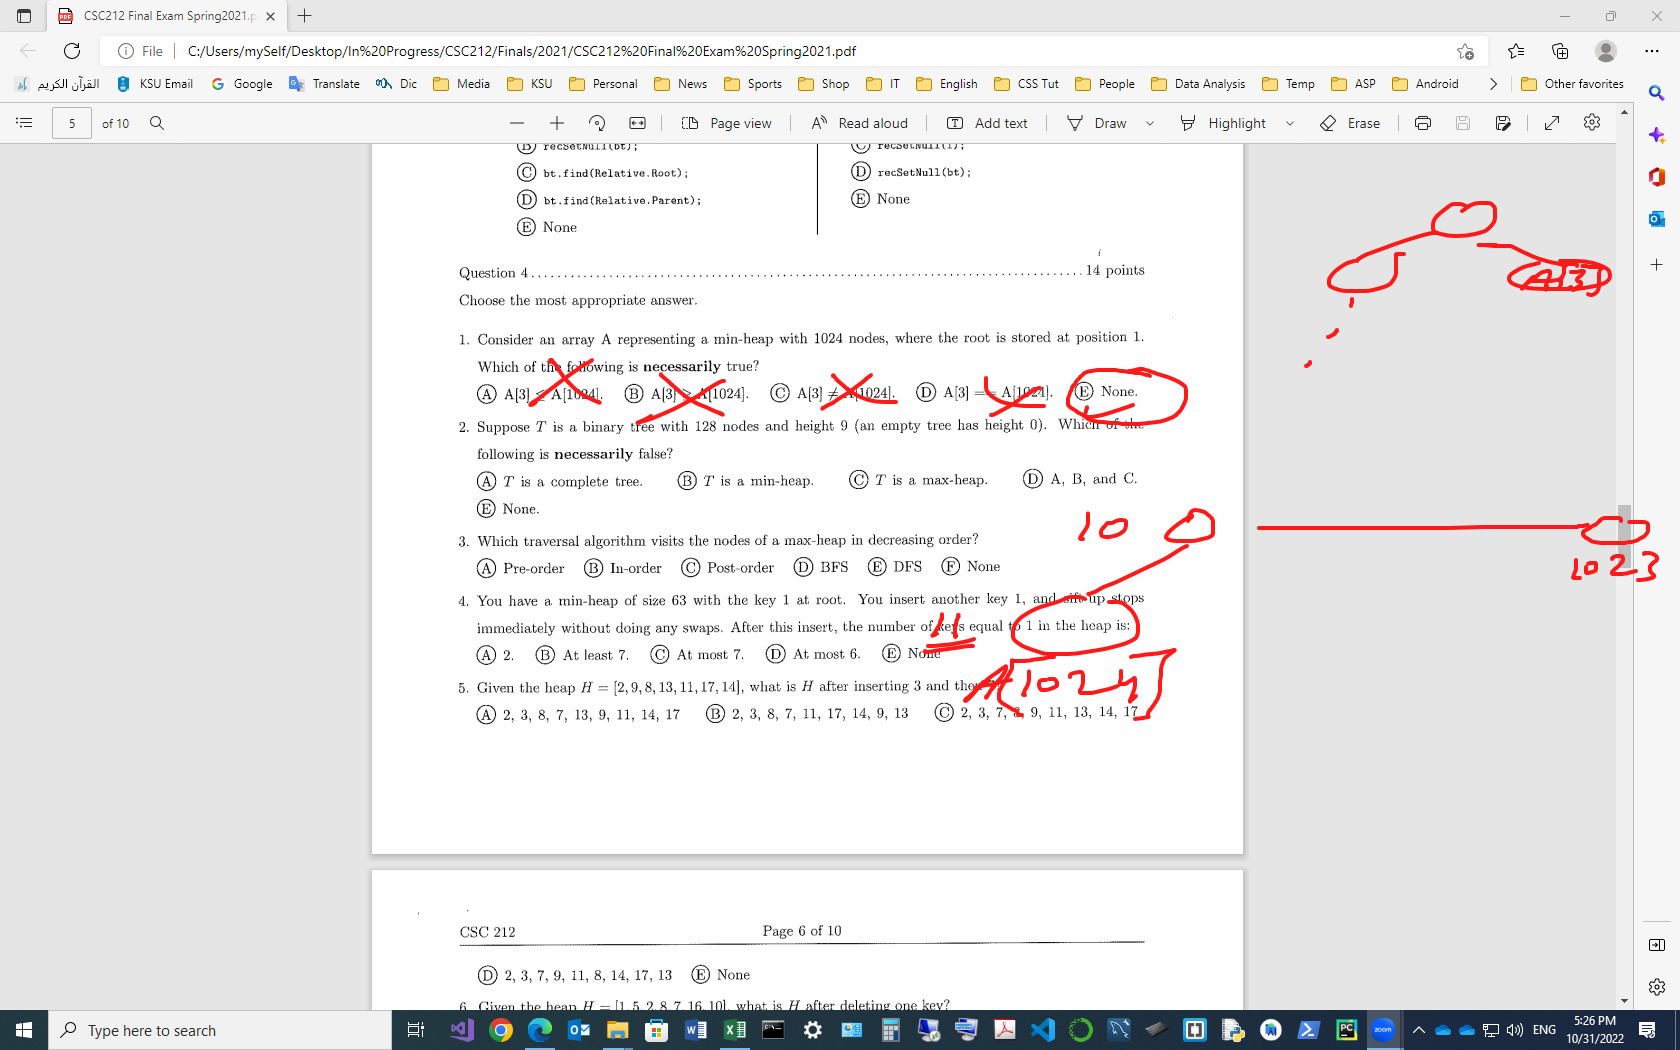 CSC212 Final Exam Spring2021.p
File C:/Users/mySelf/Desktop/In%20Progress/CSC212/Finals/2021/CSC212%20Final%20Exam%20Spring2021.pdf
القرآن الكريم KSU Email Google Translate Dic Media KSU Personal News Sports Shop IT English CSS Tut People Data Analysis Temp ASP Android Other favorites
5 of 10 Page view Read aloud Add text Draw Highlight Erase
B recSetNull(bt);
C bt.find(Relative.Root);
D bt.find(Relative.Parent);
E None
C recSetNull(l);
D recSetNull(bt);
E None
Question 4 14 points
Choose the most appropriate answer.
1. Consider an array A representing a min-heap with 1024 nodes, where the root is stored at position 1.
Which of the following is necessarily true?
A A[3] ≤ A[1024]. B A[3] ≥ A[1024]. C A[3] ≠ A[1024]. D A[3] == A[1024]. E None.
2. Suppose T is a binary tree with 128 nodes and height 9 (an empty tree has height 0). Which of the
following is necessarily false?
A T is a complete tree. B T is a min-heap. C T is a max-heap. D A, B, and C.
E None.
3. Which traversal algorithm visits the nodes of a max-heap in decreasing order?
A Pre-order B In-order C Post-order D BFS E DFS F None
4. You have a min-heap of size 63 with the key 1 at root. You insert another key 1, and sift-up stops
immediately without doing any swaps. After this insert, the number of keys equal to 1 in the heap is:
A 2. B At least 7. C At most 7. D At most 6. E None
5. Given the heap H = [2, 9, 8, 13, 11, 17, 14], what is H after inserting 3 and the
A 2, 3, 8, 7, 13, 9, 11, 14, 17 B 2, 3, 8, 7, 11, 17, 14, 9, 13 C 2, 3, 7, 8, 9, 11, 13, 14, 17
A[3]
10
1023
11
A[1024]
CSC 212 Page 6 of 10
D 2, 3, 7, 9, 11, 8, 14, 17, 13 E None
6. Given the heap H = [1, 5, 2, 8, 7, 16, 10], what is H after deleting one key?
Type here to search
zoom
ENG
5:26 PM
10/31/2022